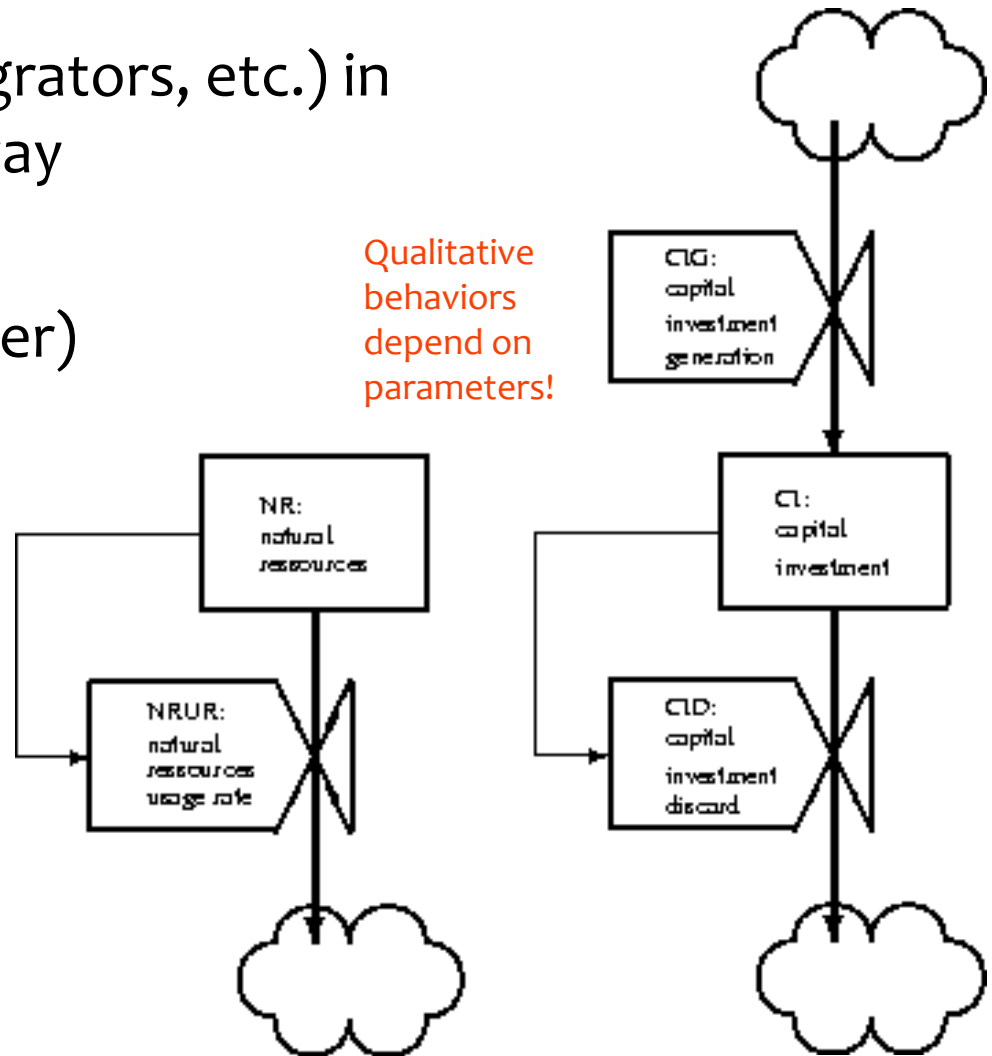 grators, etc.) in
ay
er)
Qualitative
behaviors
depend on
parameters!
CIG:
capital
investment
generation
NR:
natural
ressources
CI:
capital
investment
NRUR:
natural
ressources
usage rate
CID:
capital
investment
discard